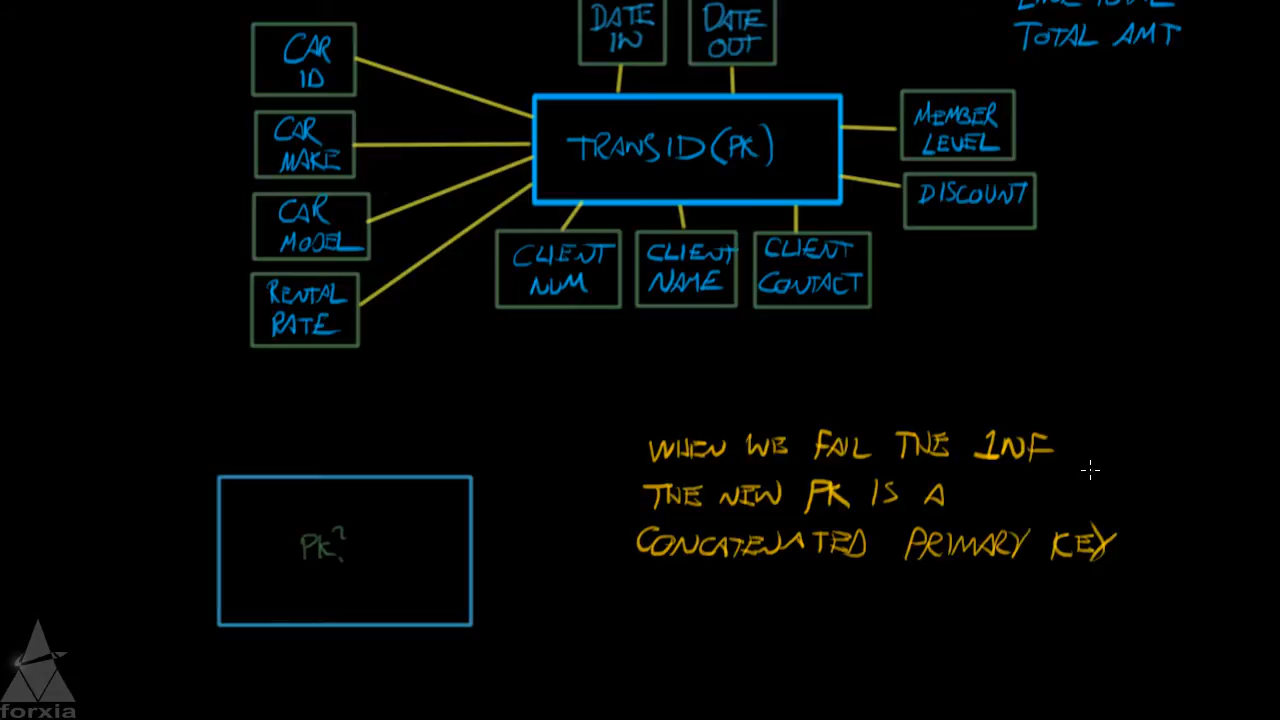 DATE
IN
DATE
OUT
TOTAL AMT
CAR
ID
CAR
MAKE
CAR
MODEL
RENTAL
RATE
TRANSID(PK)
MEMBER
LEVEL
DISCOUNT
CLIENT
NUM
CLIENT
NAME
CLIENT
CONTACT
WHEN WE FAIL THE 1NF
THE NEW PK IS A
CONCATENATED PRIMARY KEY
PK?
forxia